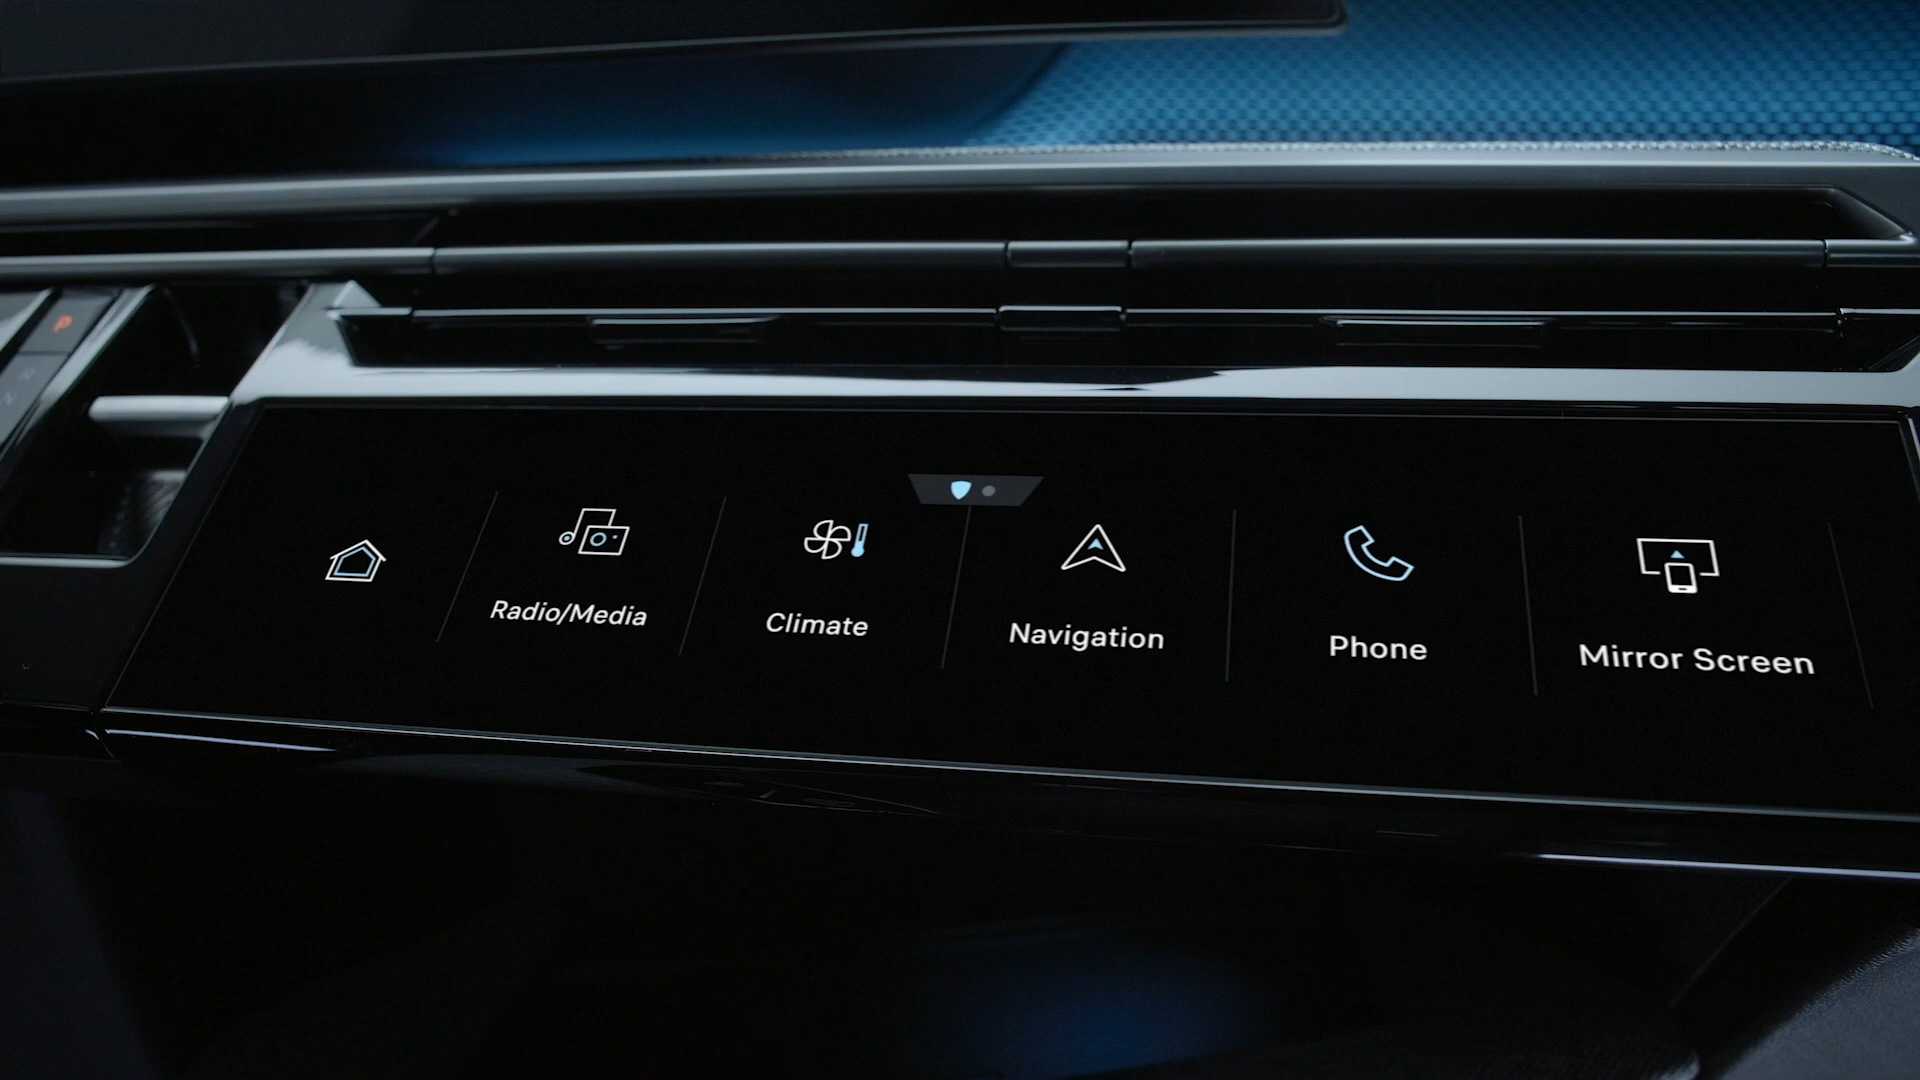 P
R
N
Radio/Media
Climate
Navigation
Phone
Mirror Screen